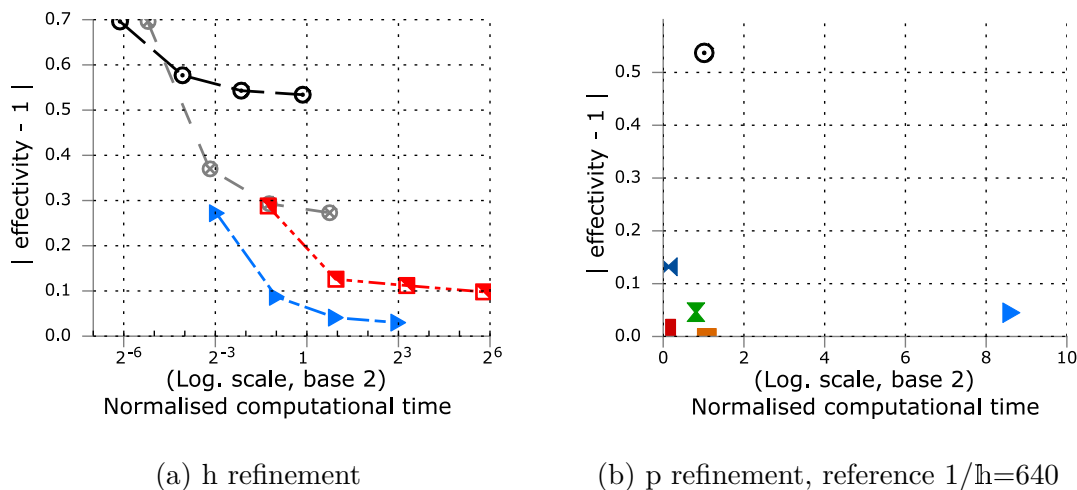 | effectivity - 1 |
0.7
0.6
0.5
0.4
0.3
0.2
0.1
0.0
2^-6 2^-3 1 2^3 2^6
(Log. scale, base 2)
Normalised computational time
(a) h refinement
| effectivity - 1 |
0.5
0.4
0.3
0.2
0.1
0.0
0 2 4 6 8 10
(Log. scale, base 2)
Normalised computational time
(b) p refinement, reference 1/h=640